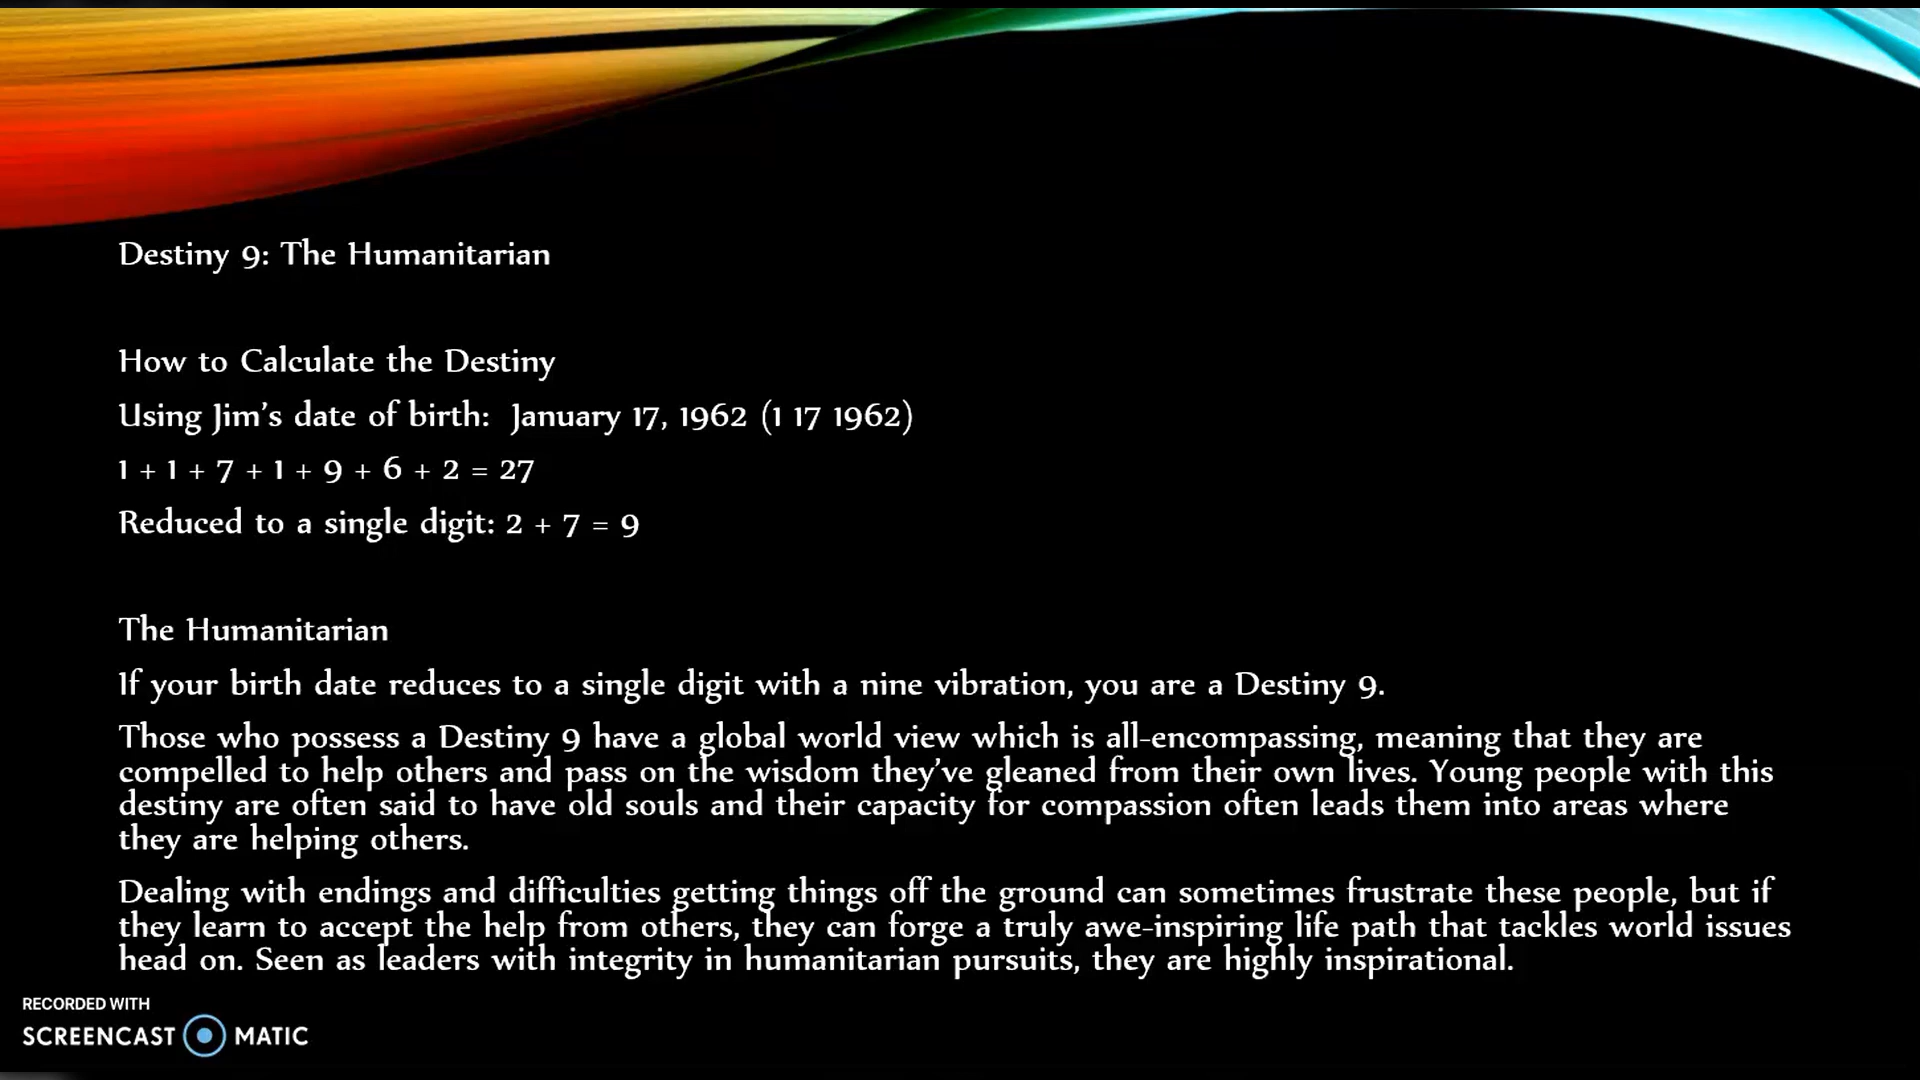 Destiny 9: The Humanitarian
How to Calculate the Destiny
Using Jim's date of birth:  January 17, 1962 (1 17 1962)
1 + 1 + 7 + 1 + 9 + 6 + 2 = 27
Reduced to a single digit: 2 + 7 = 9
The Humanitarian
If your birth date reduces to a single digit with a nine vibration, you are a Destiny 9.
Those who possess a Destiny 9 have a global world view which is all-encompassing, meaning that they are
compelled to help others and pass on the wisdom they've gleaned from their own lives. Young people with this
destiny are often said to have old souls and their capacity for compassion often leads them into areas where
they are helping others.
Dealing with endings and difficulties getting things off the ground can sometimes frustrate these people, but if
they learn to accept the help from others, they can forge a truly awe-inspiring life path that tackles world issues
head on. Seen as leaders with integrity in humanitarian pursuits, they are highly inspirational.
RECORDED WITH
SCREENCAST MATIC